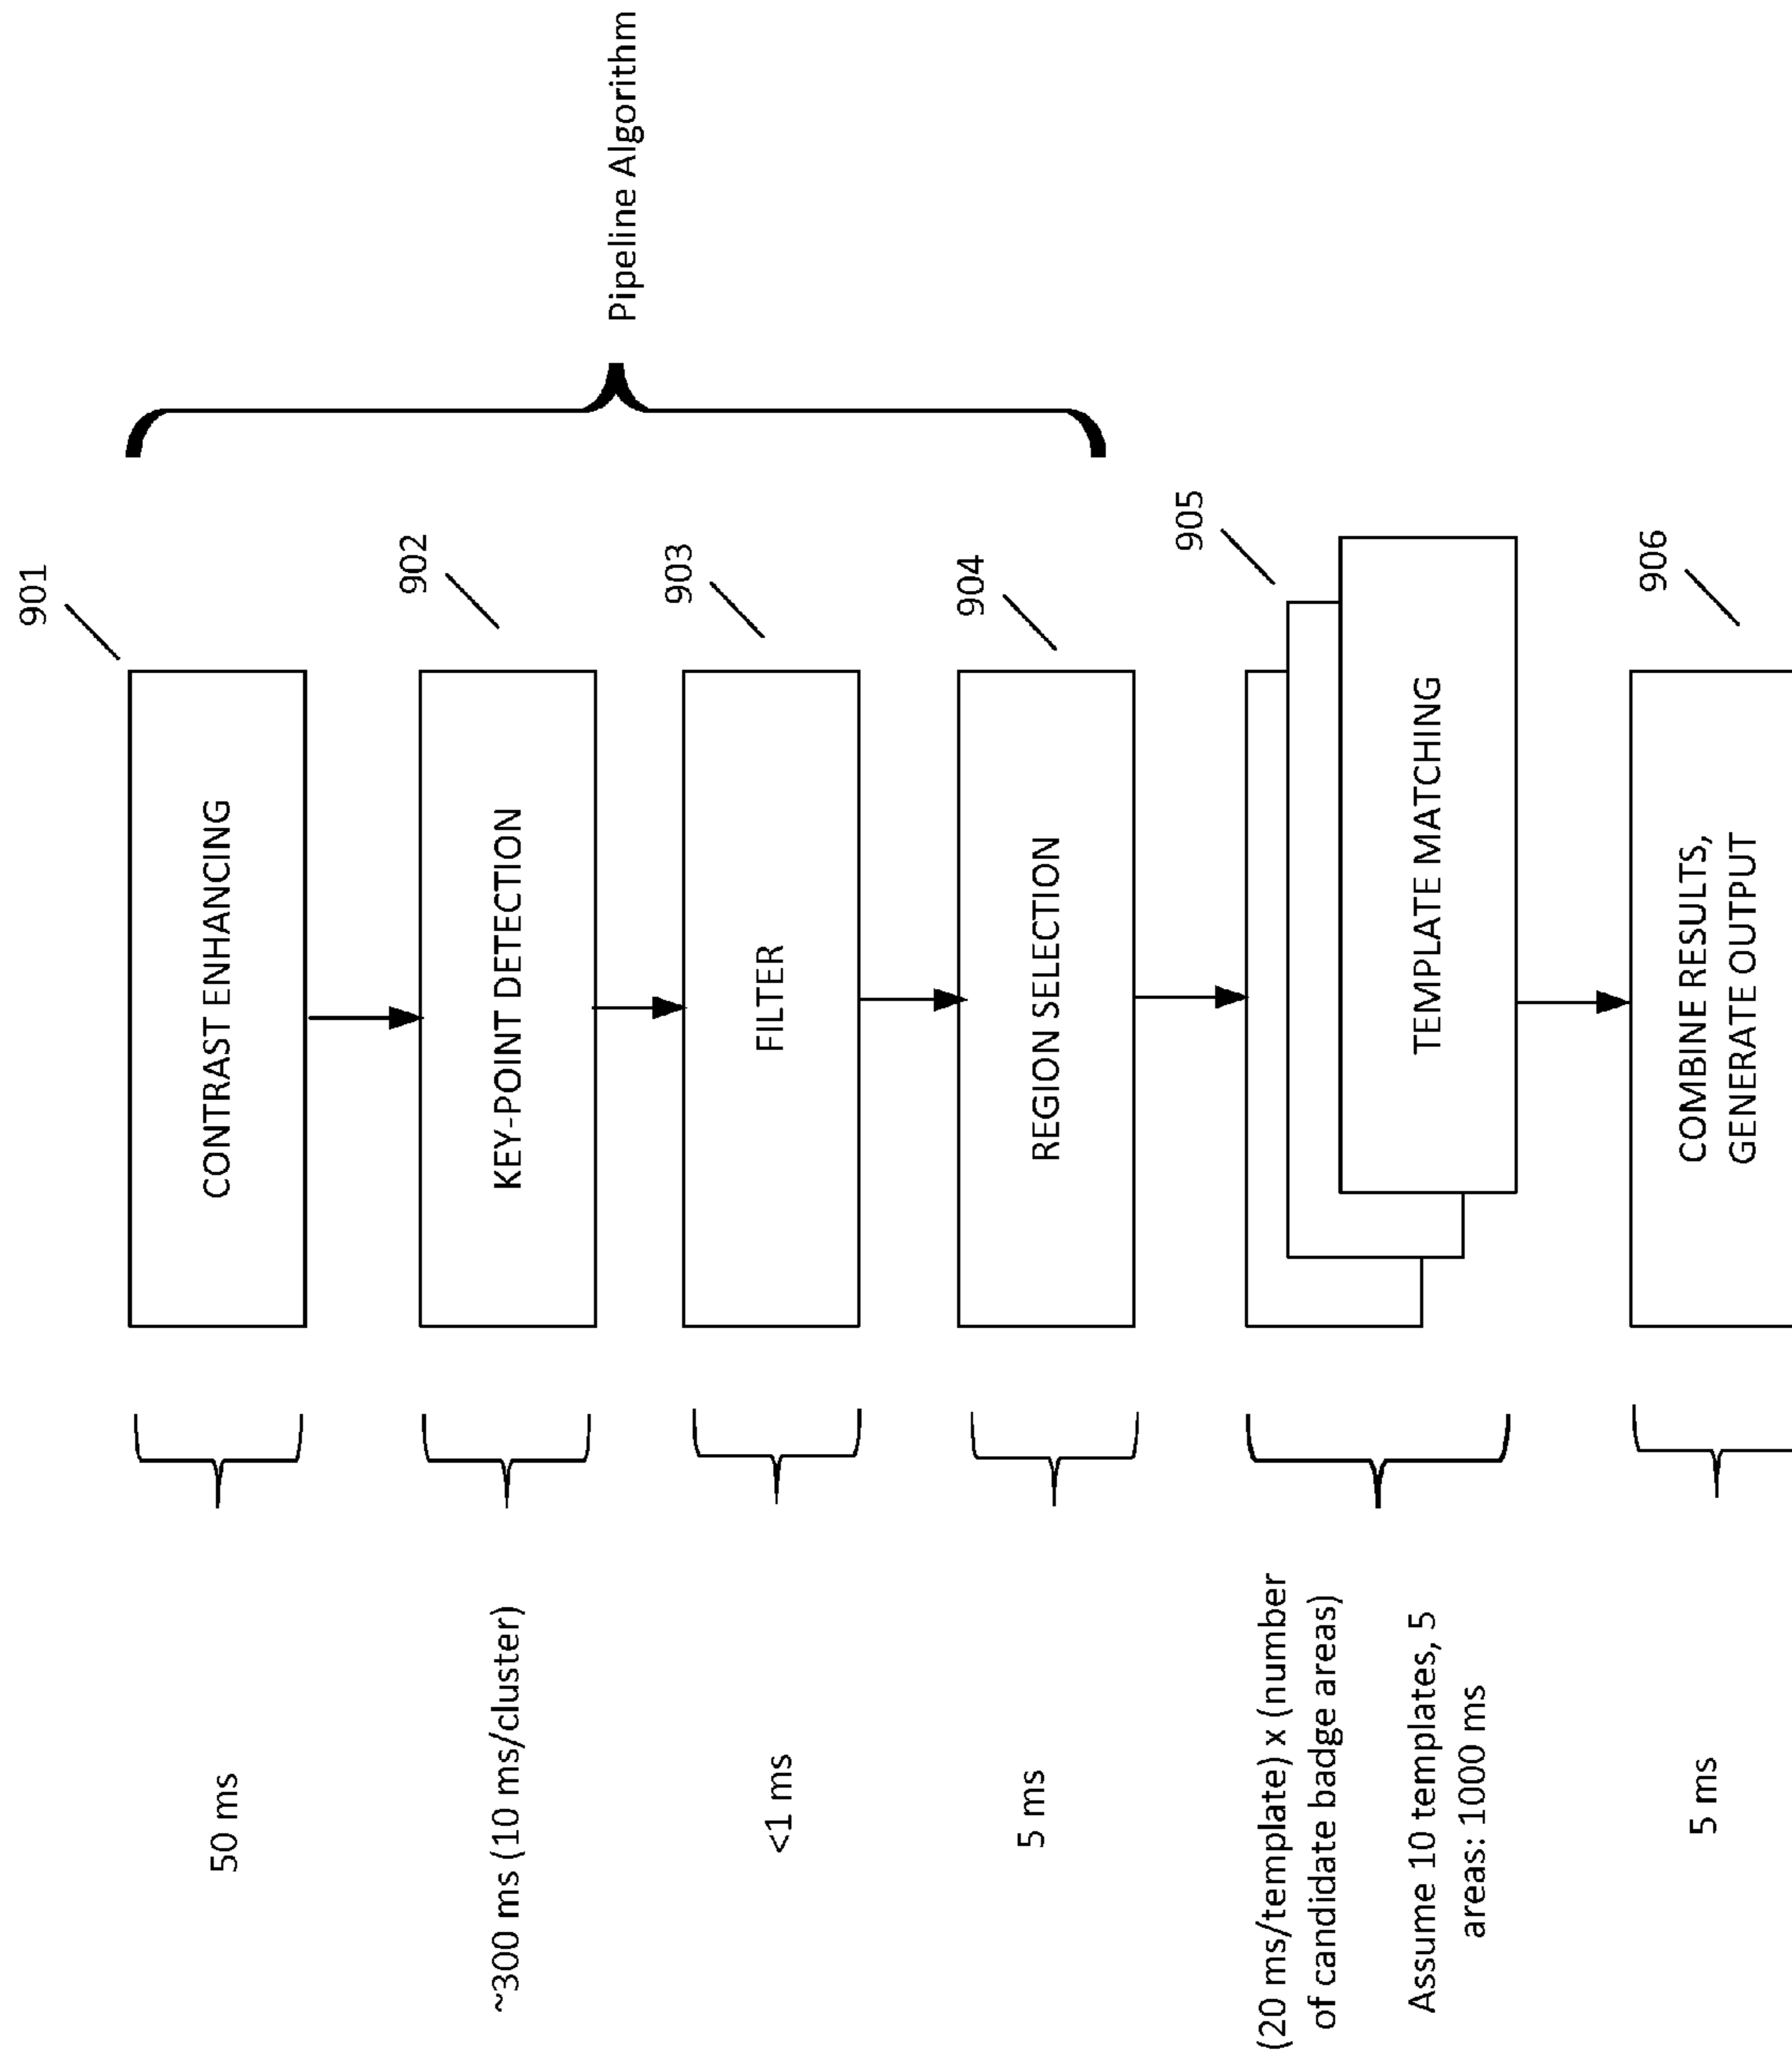 901
CONTRAST ENHANCING
50 ms
902
KEY-POINT DETECTION
~300 ms (10 ms/cluster)
903
FILTER
<1 ms
904
REGION SELECTION
5 ms
Pipeline Algorithm
905
TEMPLATE MATCHING
(20 ms/template) x (number
of candidate badge areas)
Assume 10 templates, 5
areas: 1000 ms
906
COMBINE RESULTS,
GENERATE OUTPUT
5 ms